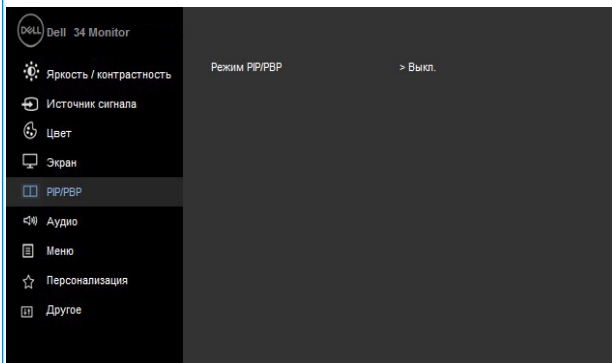 DELL Dell 34 Monitor
Яркость / контрастность
Режим PIP/PBP > Выкл.
Источник сигнала
Цвет
Экран
PIP/PBP
Аудио
Меню
Персонализация
Другое